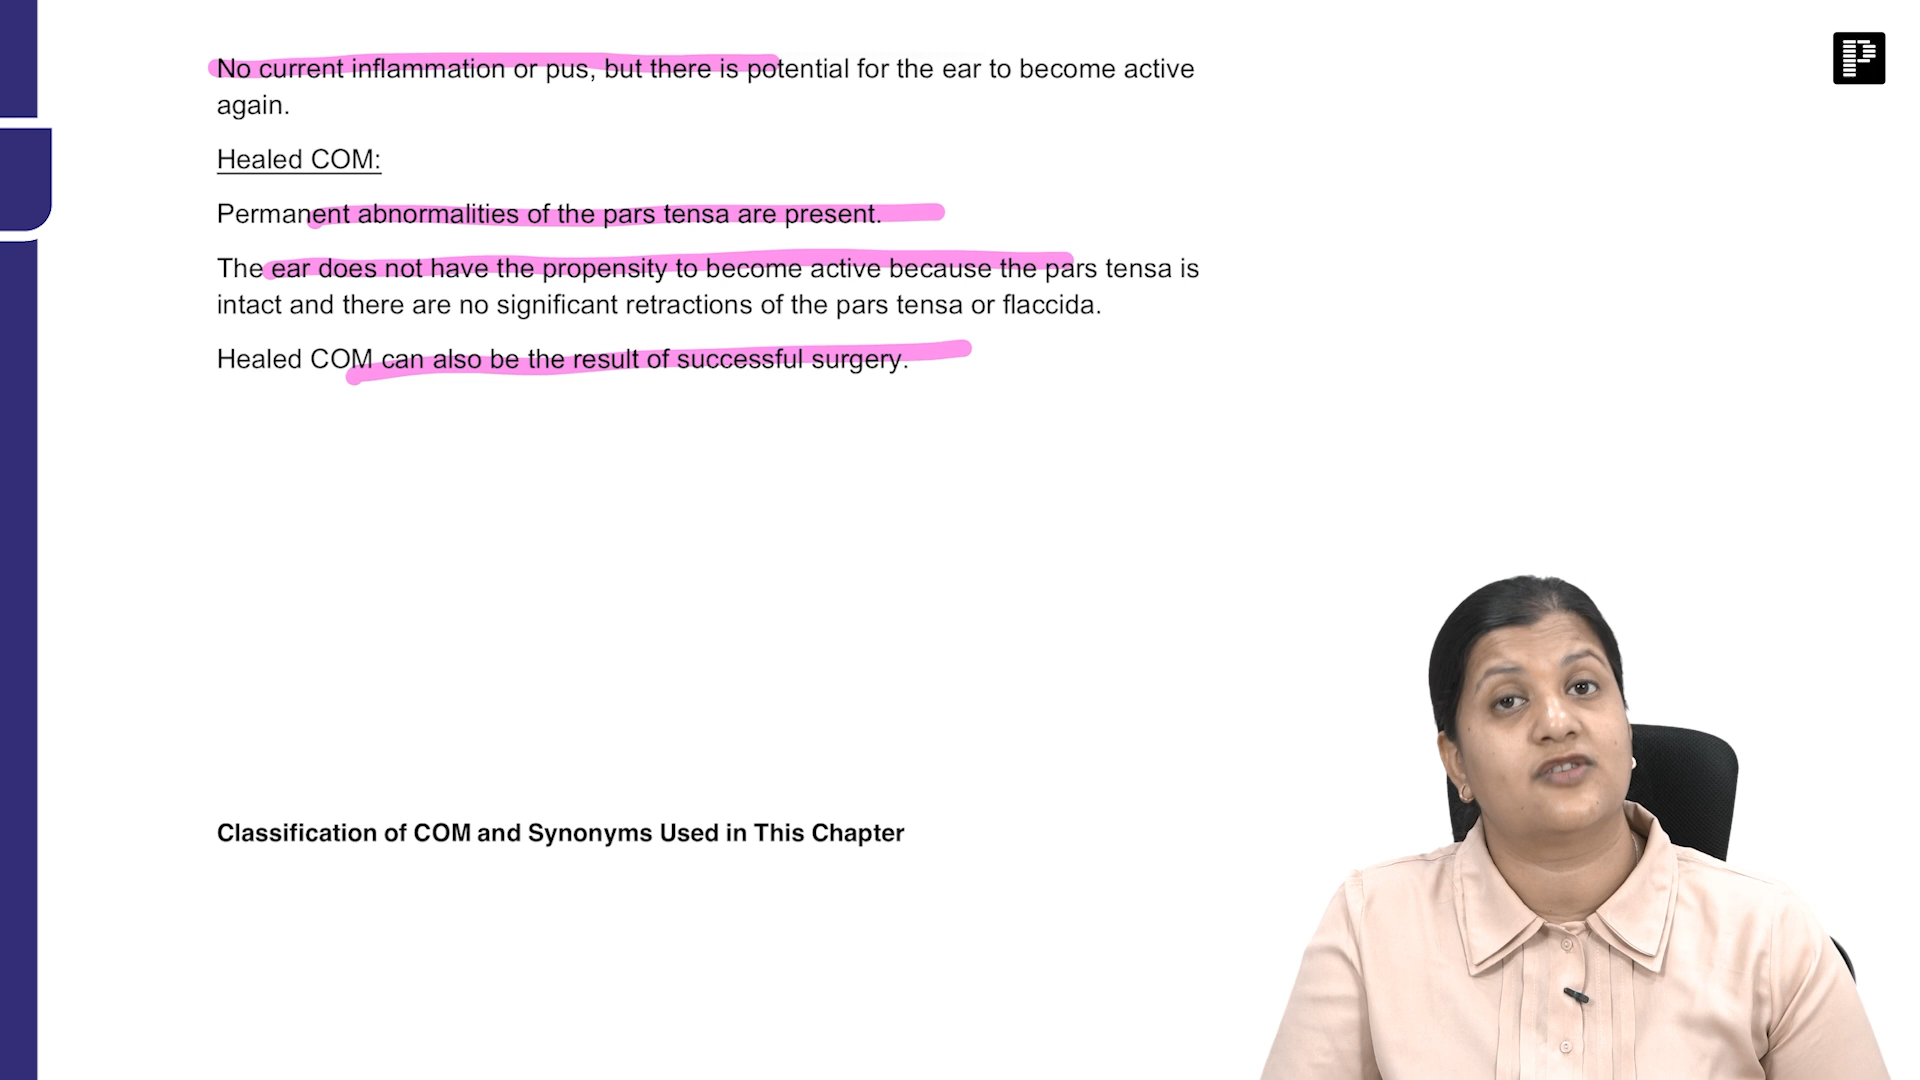 No current inflammation or pus, but there is potential for the ear to become active
again.
Healed COM:
Permanent abnormalities of the pars tensa are present.
The ear does not have the propensity to become active because the pars tensa is
intact and there are no significant retractions of the pars tensa or flaccida.
Healed COM can also be the result of successful surgery.
Classification of COM and Synonyms Used in This Chapter